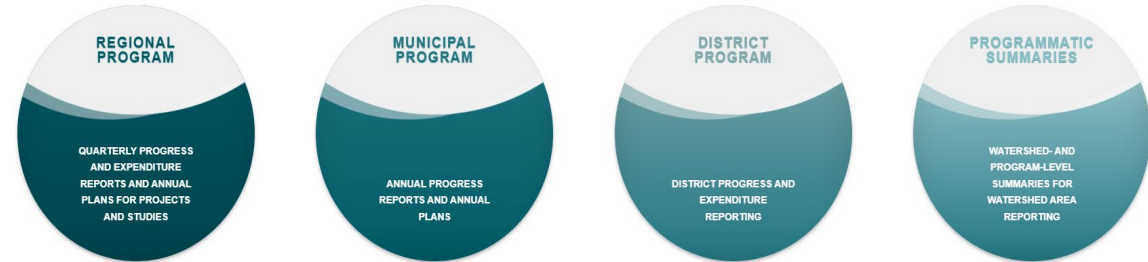 REGIONAL
PROGRAM
QUARTERLY PROGRESS
AND EXPENDITURE
REPORTS AND ANNUAL
PLANS FOR PROJECTS
AND STUDIES
MUNICIPAL
PROGRAM
ANNUAL PROGRESS
REPORTS AND ANNUAL
PLANS
DISTRICT
PROGRAM
DISTRICT PROGRESS AND
EXPENDITURE
REPORTING
PROGRAMMATIC
SUMMARIES
WATERSHED- AND
PROGRAM-LEVEL
SUMMARIES FOR
WATERSHED AREA
REPORTING